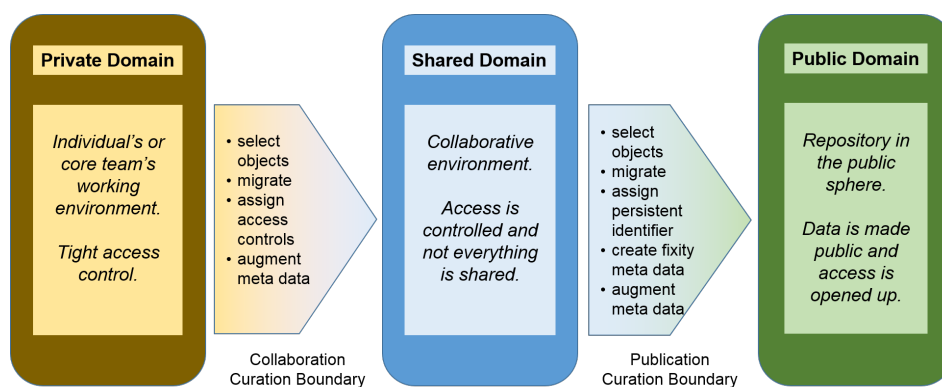 Private Domain
Individual's or
core team's
working
environment.
Tight access
control.
• select
objects
• migrate
• assign
access
controls
• augment
meta data
Collaboration
Curation Boundary
Shared Domain
Collaborative
environment.
Access is
controlled and
not everything
is shared.
• select
objects
• migrate
• assign
persistent
identifier
• create fixity
meta data
• augment
meta data
Publication
Curation Boundary
Public Domain
Repository in
the public
sphere.
Data is made
public and
access is
opened up.